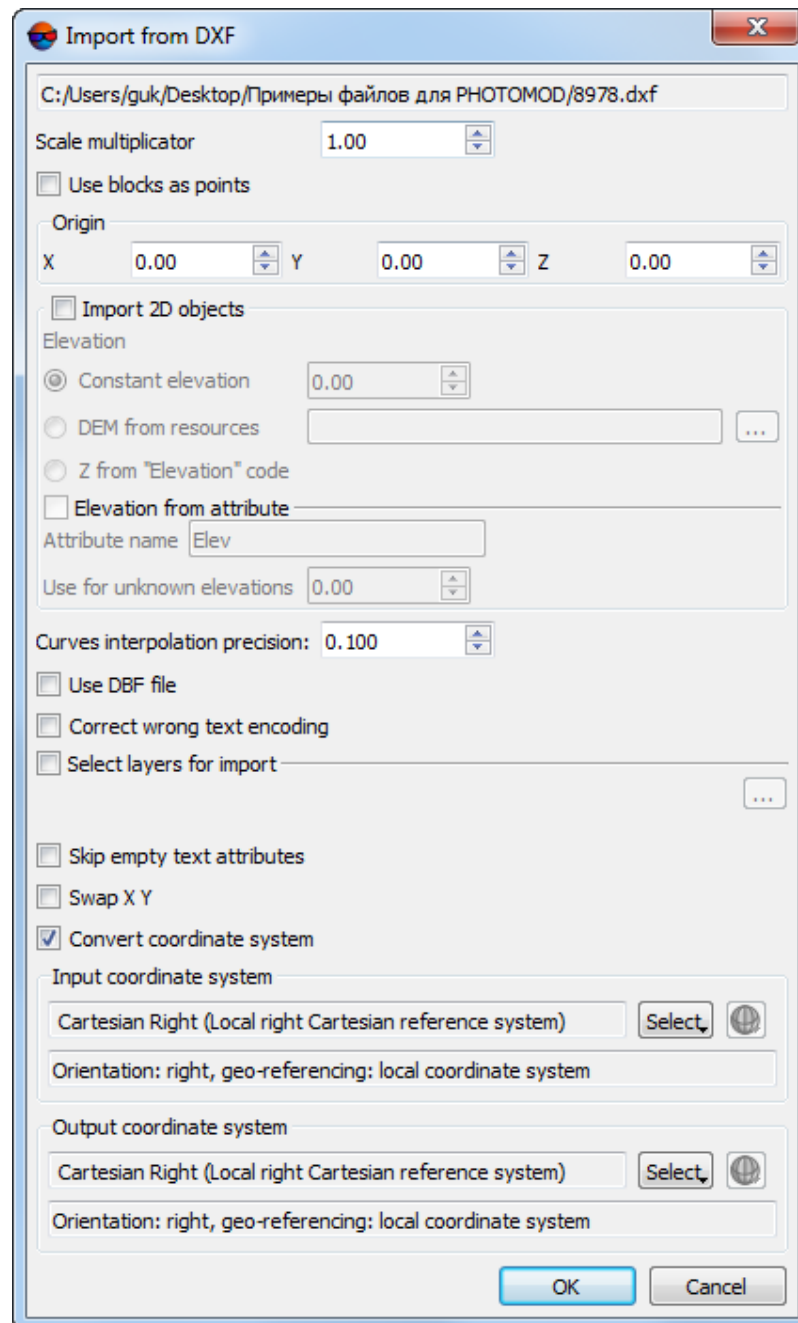 Import from DXF
C:/Users/guk/Desktop/Примеры файлов для PHOTOMOD/8978.dxf
Scale multiplicator 1.00
Use blocks as points
Origin
X 0.00 Y 0.00 Z 0.00
Import 2D objects
Elevation
Constant elevation 0.00
DEM from resources ...
Z from "Elevation" code
Elevation from attribute
Attribute name Elev
Use for unknown elevations 0.00
Curves interpolation precision: 0.100
Use DBF file
Correct wrong text encoding
Select layers for import
...
Skip empty text attributes
Swap X Y
Convert coordinate system
Input coordinate system
Cartesian Right (Local right Cartesian reference system) Select
Orientation: right, geo-referencing: local coordinate system
Output coordinate system
Cartesian Right (Local right Cartesian reference system) Select
Orientation: right, geo-referencing: local coordinate system
OK Cancel